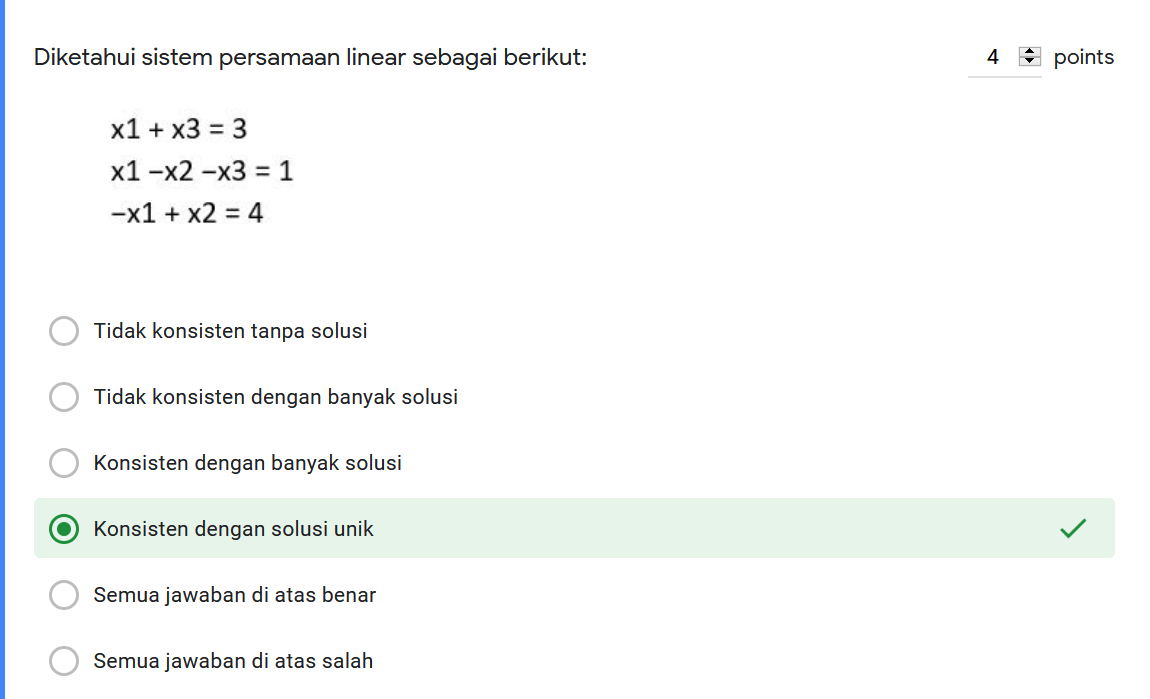 Diketahui sistem persamaan linear sebagai berikut:
4 points
x1 + x3 = 3
x1 −x2 −x3 = 1
−x1 + x2 = 4
Tidak konsisten tanpa solusi
Tidak konsisten dengan banyak solusi
Konsisten dengan banyak solusi
Konsisten dengan solusi unik
Semua jawaban di atas benar
Semua jawaban di atas salah